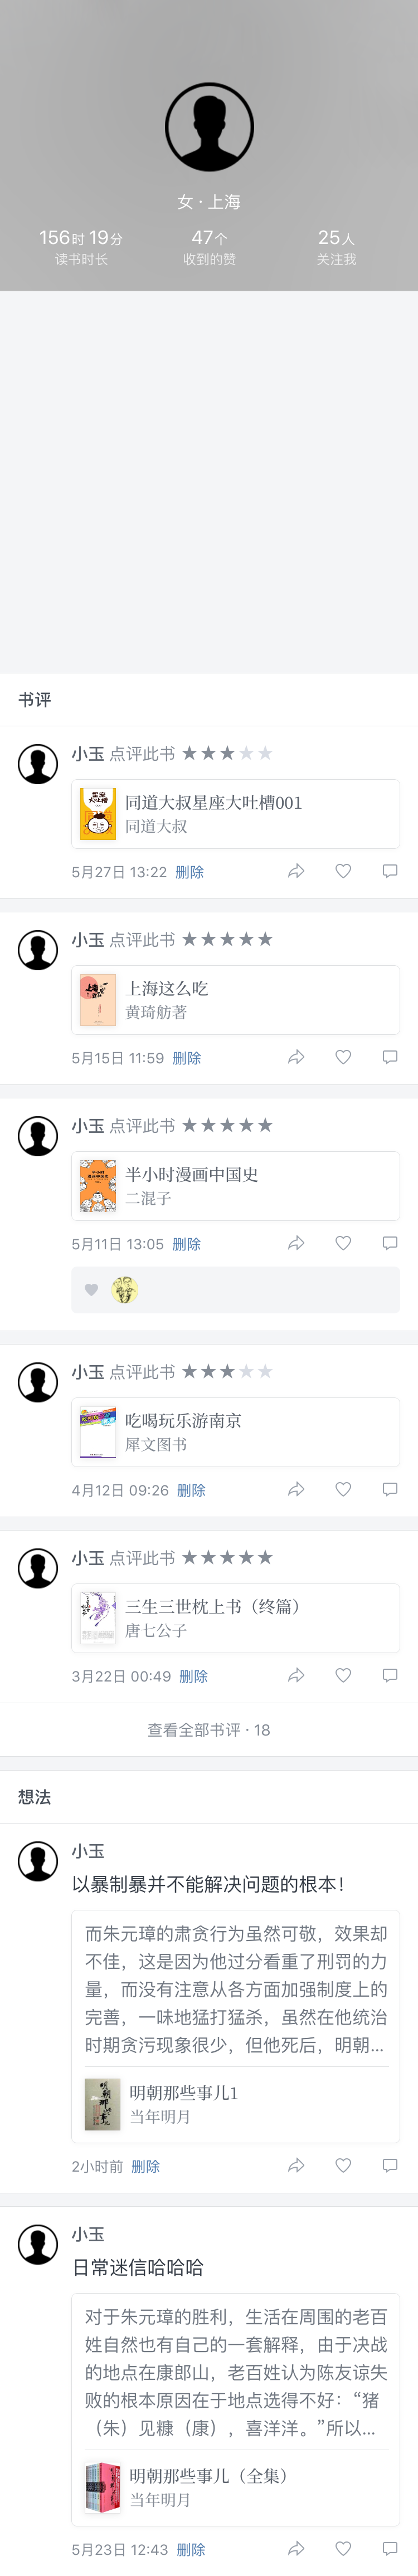 女 · 上海
156时19分
47个
25人
读书时长
收到的赞
关注我
书评
小玉 点评此书 ★★★★★
同道大叔星座大吐槽001
同道大叔
5月27日 13:22 删除
小玉 点评此书 ★★★★★
上海这么吃
黄琦舫著
5月15日 11:59 删除
小玉 点评此书 ★★★★★
半小时漫画中国史
二混子
5月11日 13:05 删除
小玉 点评此书 ★★★★★
吃喝玩乐游南京
犀文图书
4月12日 09:26 删除
小玉 点评此书 ★★★★★
三生三世枕上书（终篇）
唐七公子
3月22日 00:49 删除
查看全部书评 · 18
想法
小玉
以暴制暴并不能解决问题的根本！
而朱元璋的肃贪行为虽然可敬，效果却
不佳，这是因为他过分看重了刑罚的力
量，而没有注意从各方面加强制度上的
完善，一味地猛打猛杀，虽然在他统治
时期贪污现象很少，但他死后，明朝...
明朝那些事儿1
当年明月
2小时前 删除
小玉
日常迷信哈哈哈
对于朱元璋的胜利，生活在周围的老百
姓自然也有自己的一套解释，由于决战
的地点在康郎山，老百姓认为陈友谅失
败的根本原因在于地点选得不好：“猪
（朱）见糠（康），喜洋洋。”所以...
明朝那些事儿（全集）
当年明月
5月23日 12:43 删除